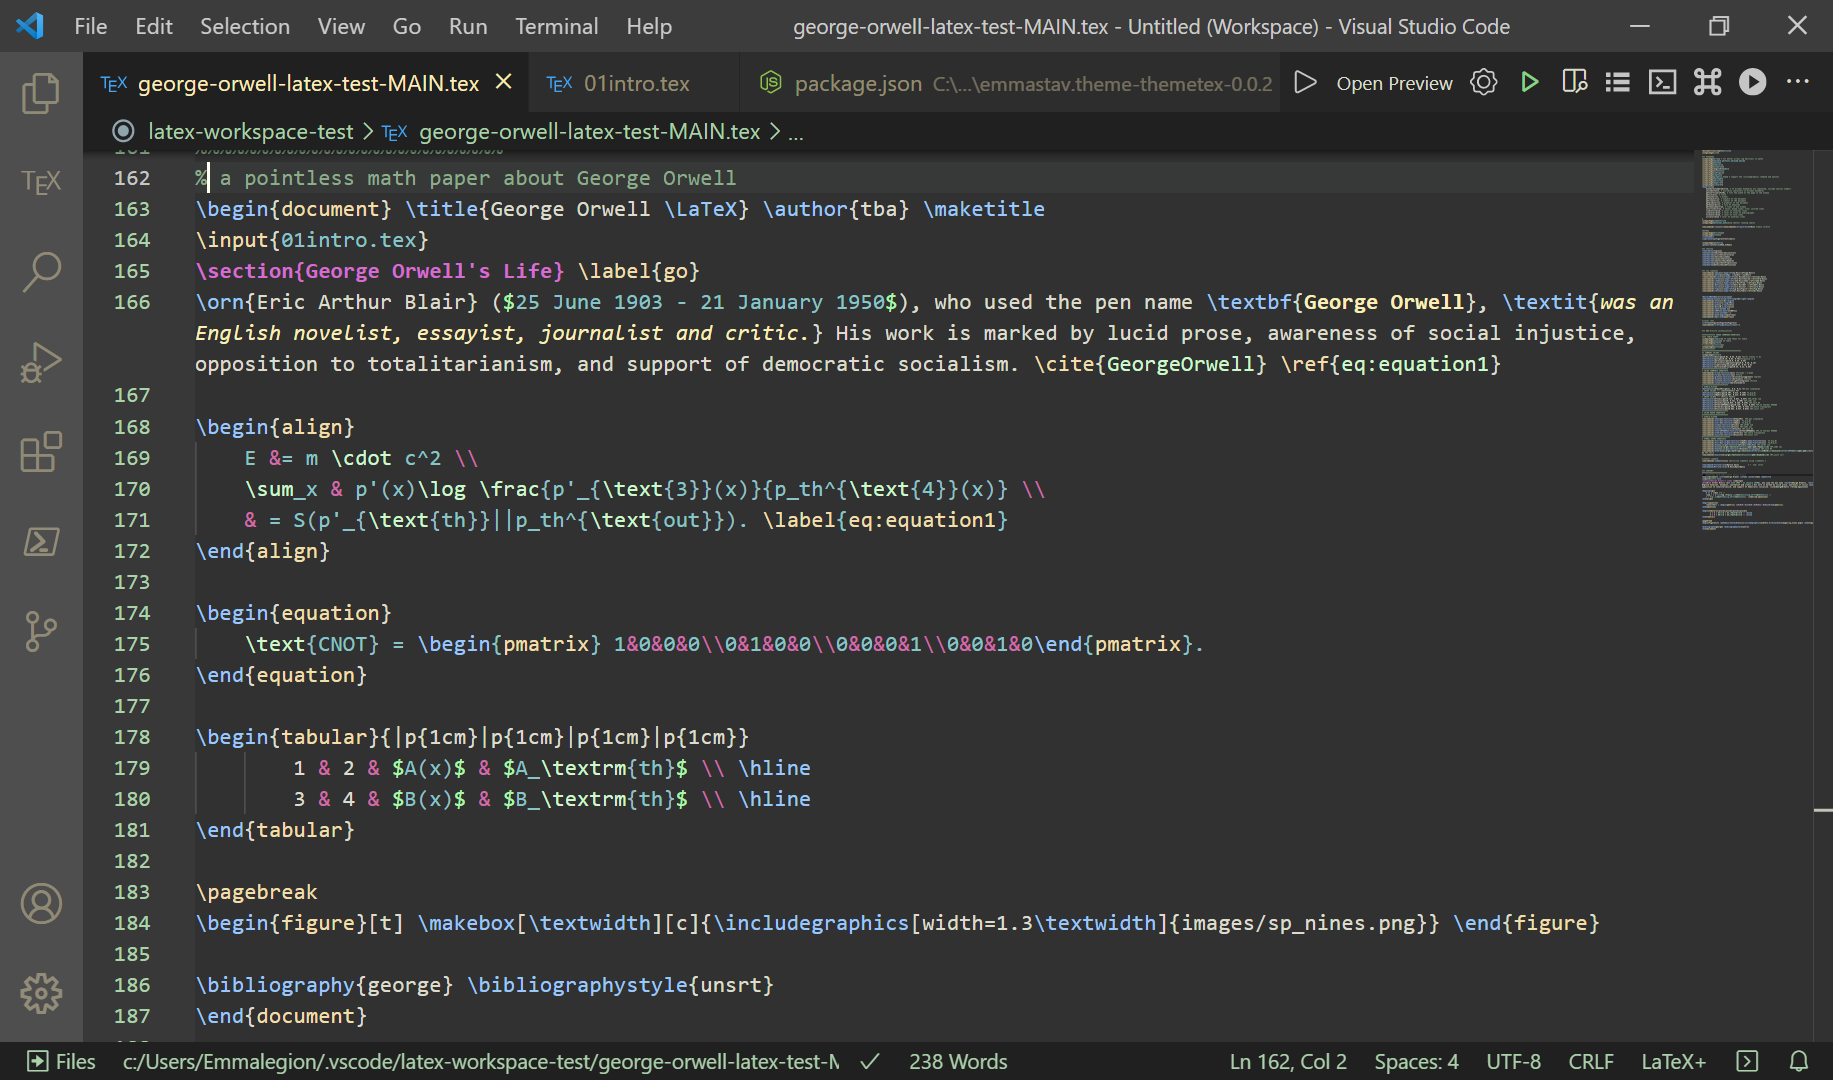 File Edit Selection View Go Run Terminal Help george-orwell-latex-test-MAIN.tex - Untitled (Workspace) - Visual Studio Code
TEX george-orwell-latex-test-MAIN.tex TEX 01intro.tex package.json C:\...\emmastav.theme-themetex-0.0.2 Open Preview
latex-workspace-test > TEX george-orwell-latex-test-MAIN.tex > ...
TEX
162 % a pointless math paper about George Orwell
163 \begin{document} \title{George Orwell \LaTeX} \author{tba} \maketitle
164 \input{01intro.tex}
165 \section{George Orwell's Life} \label{go}
166 \orn{Eric Arthur Blair} ($25 June 1903 - 21 January 1950$), who used the pen name \textbf{George Orwell}, \textit{was an
English novelist, essayist, journalist and critic.} His work is marked by lucid prose, awareness of social injustice,
opposition to totalitarianism, and support of democratic socialism. \cite{GeorgeOrwell} \ref{eq:equation1}
167
168 \begin{align}
169 E &= m \cdot c^2 \\
170 \sum_x & p'(x)\log \frac{p'_{\text{3}}(x)}{p_th^{\text{4}}(x)} \\
171 & = S(p'_{\text{th}}||p_th^{\text{out}}). \label{eq:equation1}
172 \end{align}
173
174 \begin{equation}
175 \text{CNOT} = \begin{pmatrix} 1&0&0&0\\0&1&0&0\\0&0&0&1\\0&0&1&0\end{pmatrix}.
176 \end{equation}
177
178 \begin{tabular}{|p{1cm}|p{1cm}|p{1cm}|p{1cm}}
179 1 & 2 & $A(x)$ & $A_\textrm{th}$ \\ \hline
180 3 & 4 & $B(x)$ & $B_\textrm{th}$ \\ \hline
181 \end{tabular}
182
183 \pagebreak
184 \begin{figure}[t] \makebox[\textwidth][c]{\includegraphics[width=1.3\textwidth]{images/sp_nines.png}} \end{figure}
185
186 \bibliography{george} \bibliographystyle{unsrt}
187 \end{document}
Files c:/Users/Emmalegion/.vscode/latex-workspace-test/george-orwell-latex-test-M 238 Words Ln 162, Col 2 Spaces: 4 UTF-8 CRLF LaTeX+